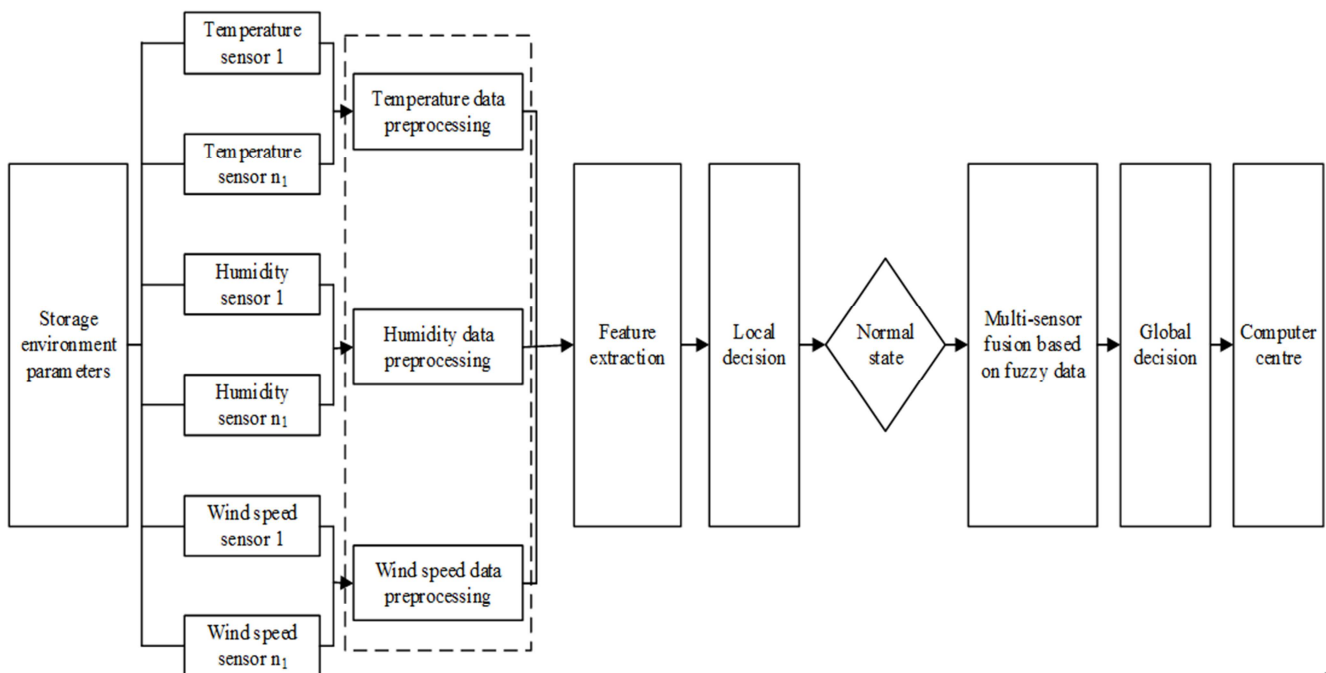 Temperature
sensor 1
Temperature
sensor n₁
Humidity
sensor 1
Humidity
sensor n₁
Wind speed
sensor 1
Wind speed
sensor n₁
Storage
environment
parameters
Temperature data
preprocessing
Humidity data
preprocessing
Wind speed data
preprocessing
Feature
extraction
Local
decision
Normal
state
Multi-sensor
fusion based
on fuzzy data
Global
decision
Computer
centre